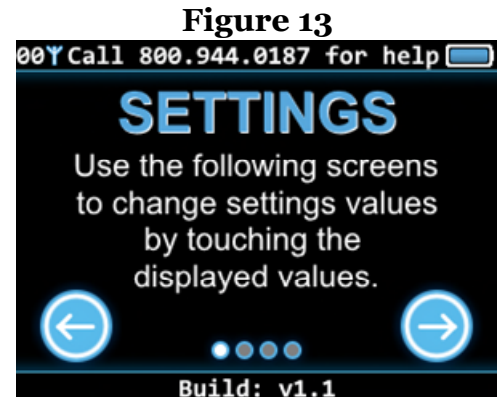 Figure 13
00 Call 800.944.0187 for help
SETTINGS
Use the following screens
to change settings values
by touching the
displayed values.
Build: v1.1